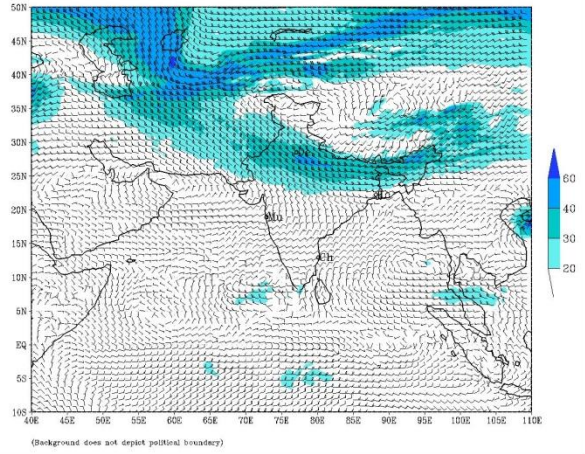 50N
45N
40N
35N
30N
25N
20N
15N
10N
5N
EQ
5S
10S
40E 45E 50E 55E 60E 65E 70E 75E 80E 85E 90E 95E 100E 105E 110E
Mu
Ch
60
40
30
20
(Background does not depict political boundary)